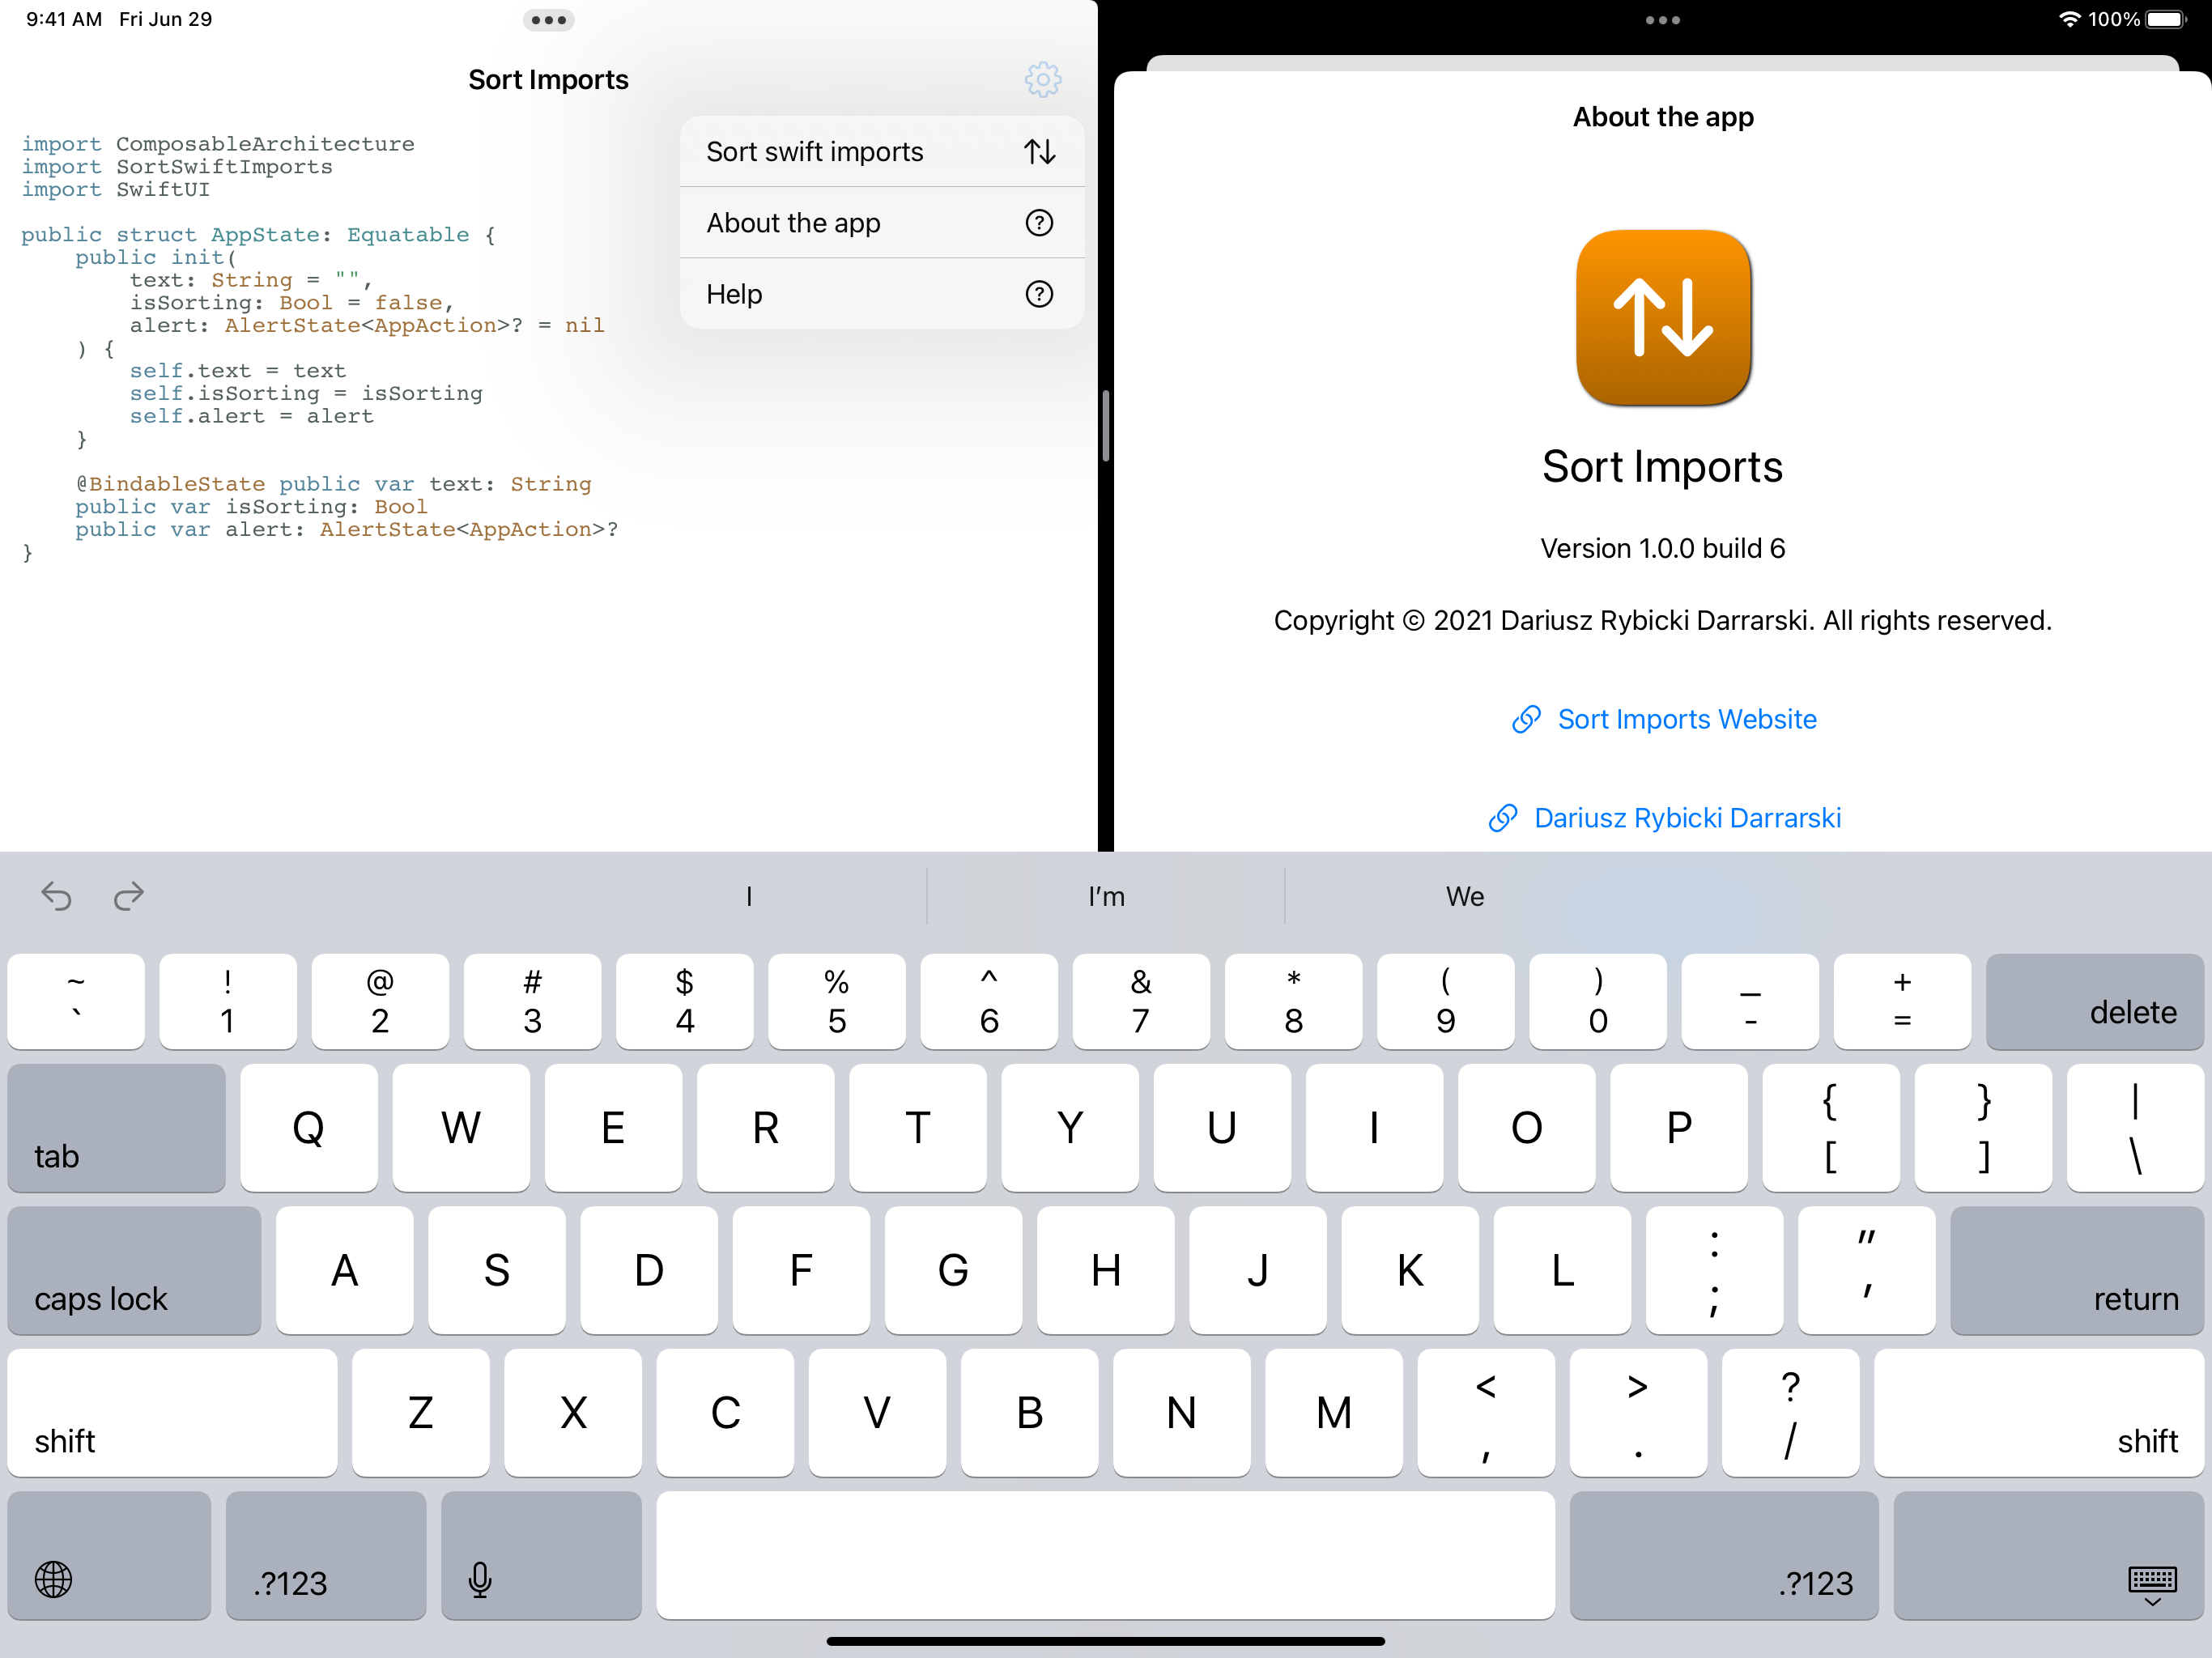 9:41 AM Fri Jun 29
100%
Sort Imports
import ComposableArchitecture
import SortSwiftImports
import SwiftUI
public struct AppState: Equatable {
    public init(
        text: String = "",
        isSorting: Bool = false,
        alert: AlertState<AppAction>? = nil
    ) {
        self.text = text
        self.isSorting = isSorting
        self.alert = alert
    }
    @BindableState public var text: String
    public var isSorting: Bool
    public var alert: AlertState<AppAction>?
}
Sort swift imports
About the app
Help
About the app
Sort Imports
Version 1.0.0 build 6
Copyright © 2021 Dariusz Rybicki Darrarski. All rights reserved.
Sort Imports Website
Dariusz Rybicki Darrarski
I I’m We
~ ! @ # $ % ^ & * ( ) _ +
` 1 2 3 4 5 6 7 8 9 0 - = delete
tab Q W E R T Y U I O P { [ } ] | \
caps lock A S D F G H J K L : ; " ' return
shift Z X C V B N M < , > . ? / shift
.?123 .?123